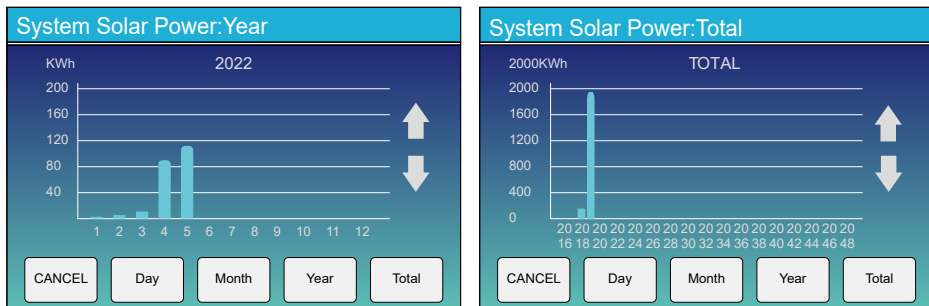 System Solar Power:Year
KWh 2022
200
160
120
80
40
1 2 3 4 5 6 7 8 9 10 11 12
CANCEL Day Month Year Total
System Solar Power:Total
2000KWh TOTAL
2000
1600
1200
800
400
0
20 20 20 20 20 20 20 20 20 20 20 20 20 20 20 20 20
16 18 20 22 24 26 28 30 32 34 36 38 40 42 44 46 48
CANCEL Day Month Year Total